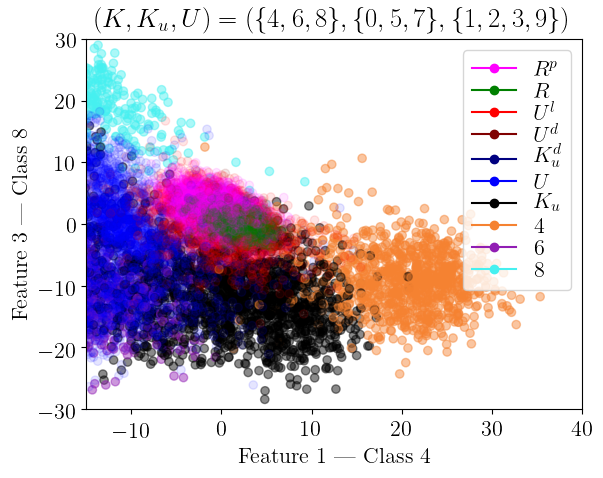 (K, K_u, U) = ({4, 6, 8}, {0, 5, 7}, {1, 2, 3, 9})
30
20
10
0
−10
−20
−30
−10
0
10
20
30
40
Feature 3 — Class 8
Feature 1 — Class 4
R^p
R
U^l
U^d
K_u^d
U
K_u
4
6
8